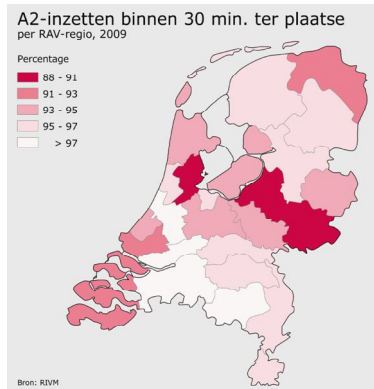 A2-inzetten binnen 30 min. ter plaatse
per RAV-regio, 2009
Percentage
88 - 91
91 - 93
93 - 95
95 - 97
> 97
Bron: RIVM